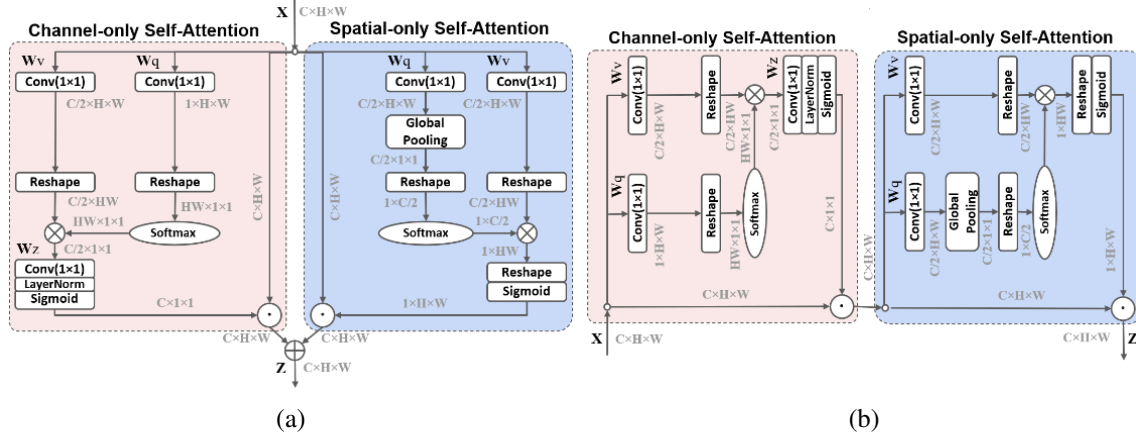 X
C×H×W
Channel-only Self-Attention
Spatial-only Self-Attention
Wv
Wq
Wq
Wv
Conv(1×1)
Conv(1×1)
Conv(1×1)
Conv(1×1)
C/2×H×W
1×H×W
C/2×H×W
C/2×H×W
Global
Pooling
C/2×1×1
Reshape
Reshape
Reshape
Reshape
C/2×HW
HW×1×1
C×H×W
C×H×W
1×C/2
C/2×HW
Softmax
Softmax
1×C/2
Wz
C/2×1×1
1×HW
Conv(1×1)
LayerNorm
Sigmoid
Reshape
Sigmoid
C×1×1
1×H×W
C×H×W
C×H×W
Z
C×H×W
(a)
Channel-only Self-Attention
Spatial-only Self-Attention
Wv
Conv(1×1)
C/2×H×W
Reshape
C/2×HW
HW×1×1
Wz
C/2×1×1
Conv(1×1)
LayerNorm
Sigmoid
Wq
Conv(1×1)
1×H×W
Reshape
HW×1×1
Softmax
C×1×1
C×H×W
X
C×H×W
C×H×W
Wv
Conv(1×1)
C/2×H×W
Reshape
C/2×HW
1×HW
Reshape
Sigmoid
Wq
Conv(1×1)
C/2×H×W
Global
Pooling
C/2×1×1
Reshape
1×C/2
Softmax
1×H×W
C×H×W
C×H×W
Z
(b)